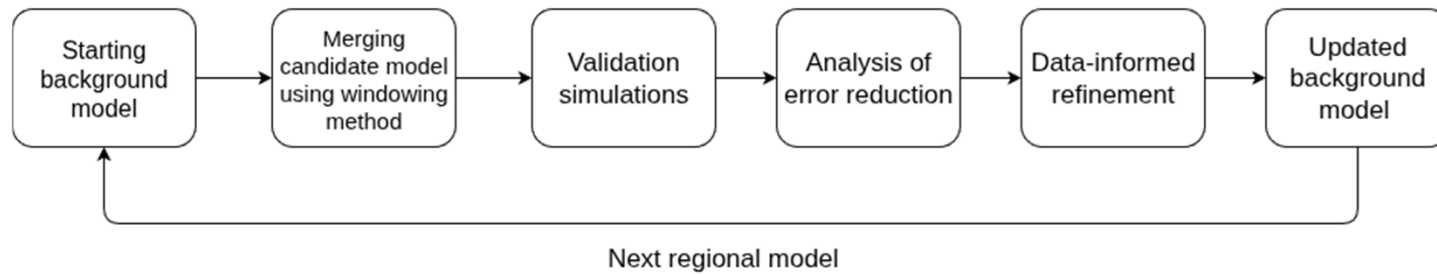 Starting
background
model
Merging
candidate model
using windowing
method
Validation
simulations
Analysis of
error reduction
Data-informed
refinement
Updated
background
model
Next regional model